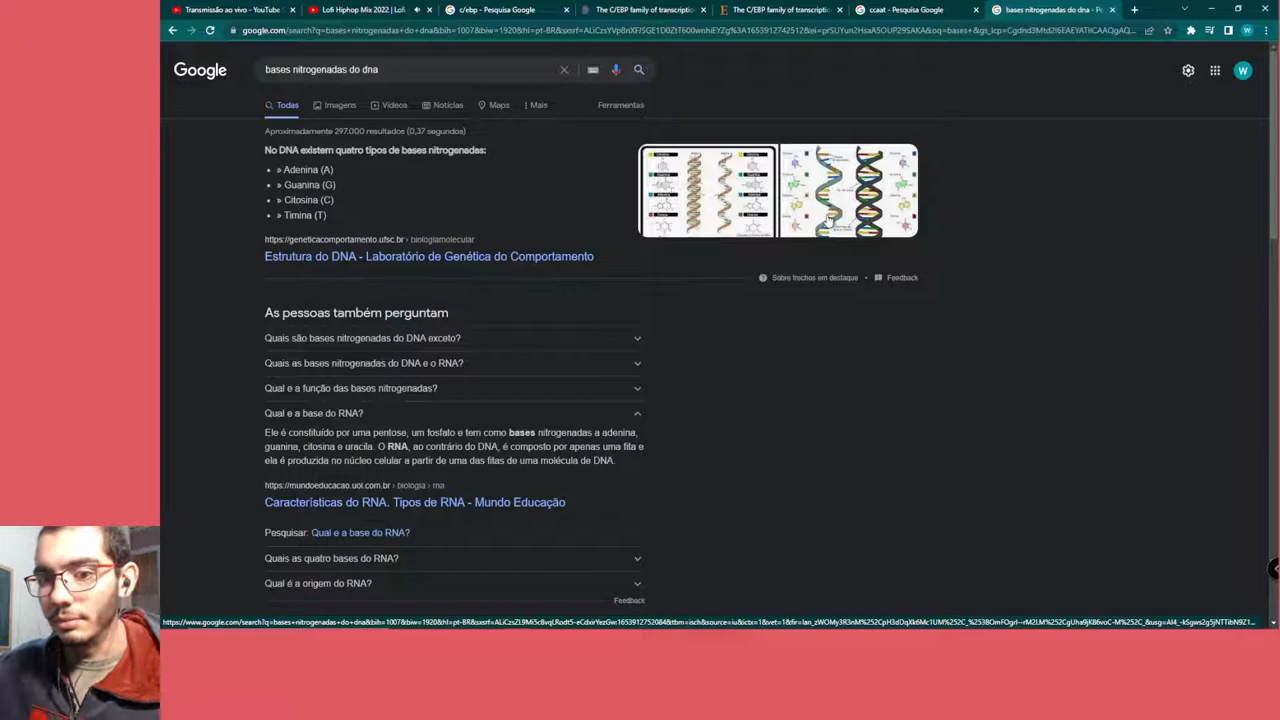 Transmissão ao vivo - YouTube S
Lofi Hiphop Mix 2022 | Lofi
c/ebp - Pesquisa Google
The C/EBP family of transcription
The C/EBP family of transcription
ccaat - Pesquisa Google
bases nitrogenadas do dna - Pe
Google
bases nitrogenadas do dna
W
Todas
Imagens
Vídeos
Notícias
Maps
Mais
Ferramentas
Aproximadamente 297.000 resultados (0,37 segundos)
No DNA existem quatro tipos de bases nitrogenadas:
» Adenina (A)
» Guanina (G)
» Citosina (C)
» Timina (T)
https://geneticacomportamento.ufsc.br › biologiamolecular
Estrutura do DNA - Laboratório de Genética do Comportamento
Sobre trechos em destaque • Feedback
As pessoas também perguntam
Quais são bases nitrogenadas do DNA exceto?
Quais as bases nitrogenadas do DNA e o RNA?
Qual e a função das bases nitrogenadas?
Qual e a base do RNA?
Ele é constituído por uma pentose, um fosfato e tem como bases nitrogenadas a adenina,
guanina, citosina e uracila. O RNA, ao contrário do DNA, é composto por apenas uma fita e
ela é produzida no núcleo celular a partir de uma das fitas de uma molécula de DNA.
https://mundoeducacao.uol.com.br › biologia › rna
Características do RNA. Tipos de RNA - Mundo Educação
Pesquisar: Qual e a base do RNA?
Quais as quatro bases do RNA?
Qual é a origem do RNA?
Feedback